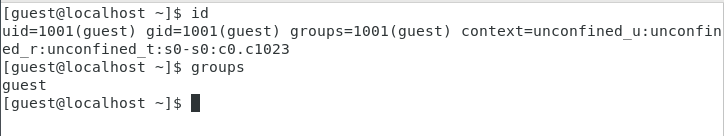 [guest@localhost ~]$ id
uid=1001(guest) gid=1001(guest) groups=1001(guest) context=unconfined_u:unconfin
ed_r:unconfined_t:s0-s0:c0.c1023
[guest@localhost ~]$ groups
guest
[guest@localhost ~]$